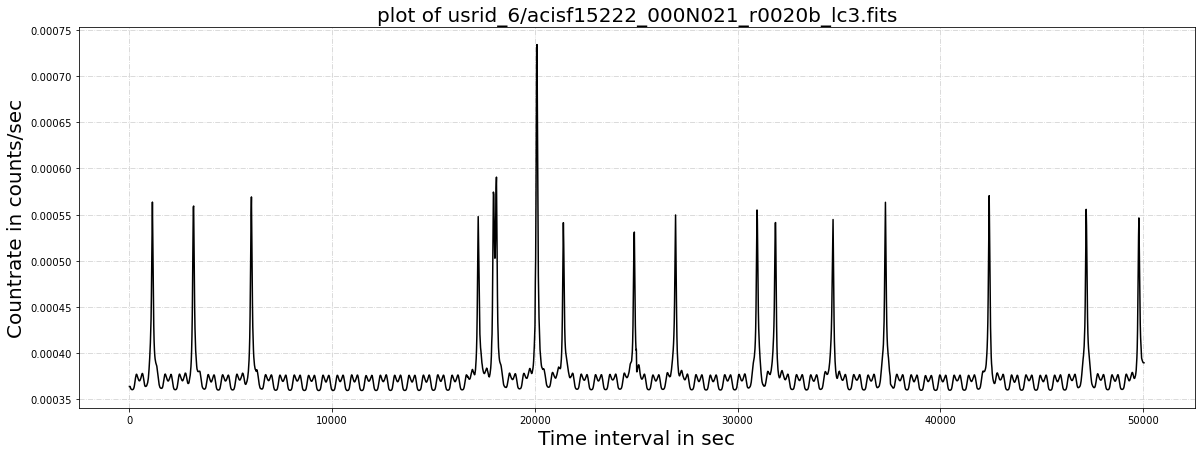 plot of usrid_6/acisf15222_000N021_r0020b_lc3.fits
Countrate in counts/sec
0.00075
0.00070
0.00065
0.00060
0.00055
0.00050
0.00045
0.00040
0.00035
0 10000 20000 30000 40000 50000
Time interval in sec